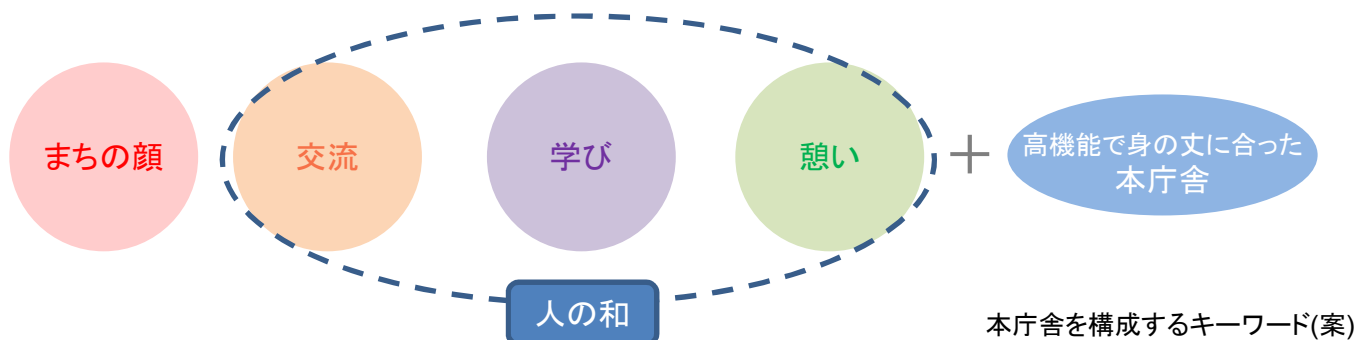 まちの顔
交流
学び
憩い
＋
高機能で身の丈に合った
本庁舎
人の和
本庁舎を構成するキーワード(案)